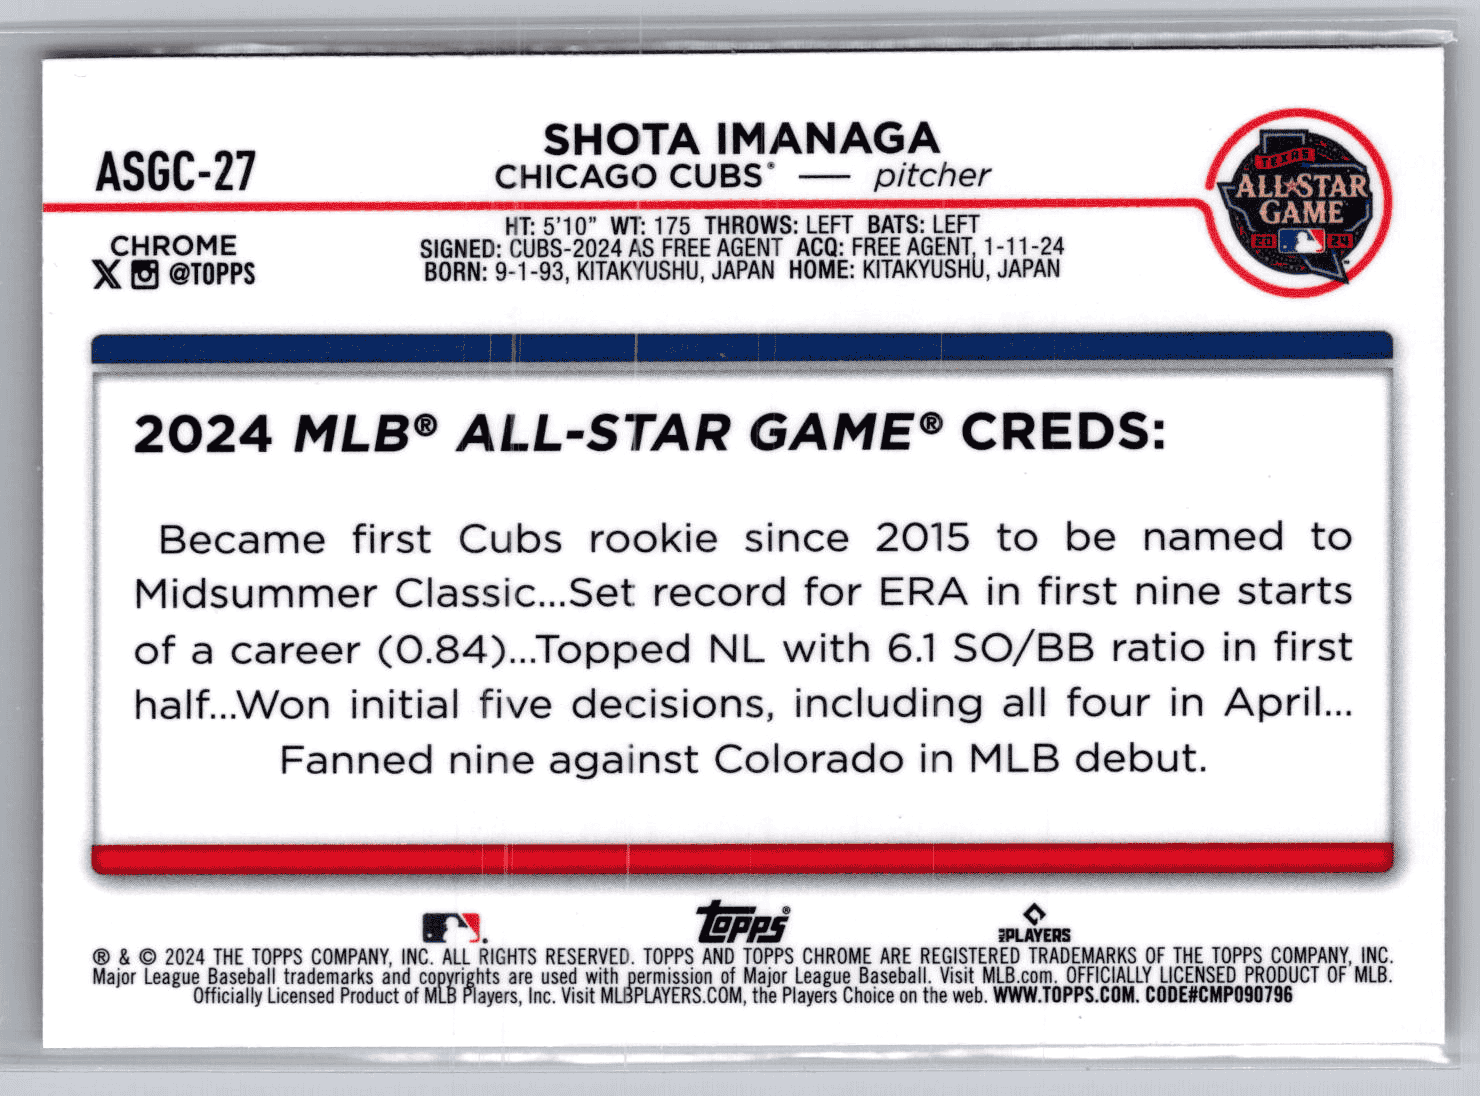 ASGC-27
SHOTA IMANAGA
CHICAGO CUBS® — pitcher
TEXAS
ALL★STAR
GAME
20 24
CHROME
X @TOPPS
HT: 5'10" WT: 175 THROWS: LEFT BATS: LEFT
SIGNED: CUBS-2024 AS FREE AGENT ACQ: FREE AGENT, 1-11-24
BORN: 9-1-93, KITAKYUSHU, JAPAN HOME: KITAKYUSHU, JAPAN
2024 MLB® ALL-STAR GAME® CREDS:
Became first Cubs rookie since 2015 to be named to
Midsummer Classic...Set record for ERA in first nine starts
of a career (0.84)...Topped NL with 6.1 SO/BB ratio in first
half...Won initial five decisions, including all four in April...
Fanned nine against Colorado in MLB debut.
topps®
MLB PLAYERS
® & © 2024 THE TOPPS COMPANY, INC. ALL RIGHTS RESERVED. TOPPS AND TOPPS CHROME ARE REGISTERED TRADEMARKS OF THE TOPPS COMPANY, INC.
Major League Baseball trademarks and copyrights are used with permission of Major League Baseball. Visit MLB.com. OFFICIALLY LICENSED PRODUCT OF MLB.
Officially Licensed Product of MLB Players, Inc. Visit MLBPLAYERS.COM, the Players Choice on the web. WWW.TOPPS.COM. CODE#CMP090796